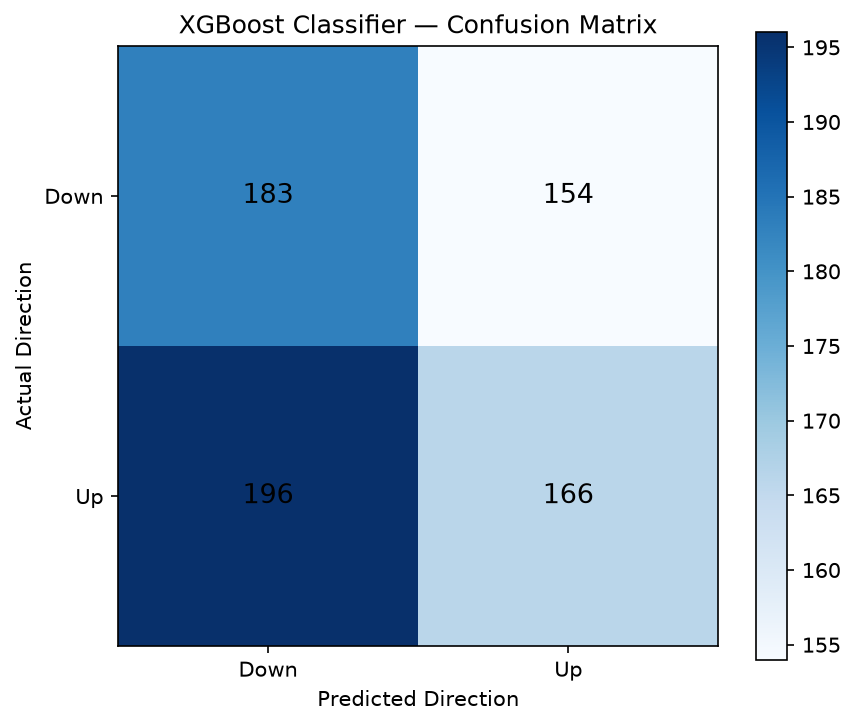 XGBoost Classifier — Confusion Matrix
Actual Direction
Down
Up
183
154
196
166
Down
Up
Predicted Direction
195
190
185
180
175
170
165
160
155